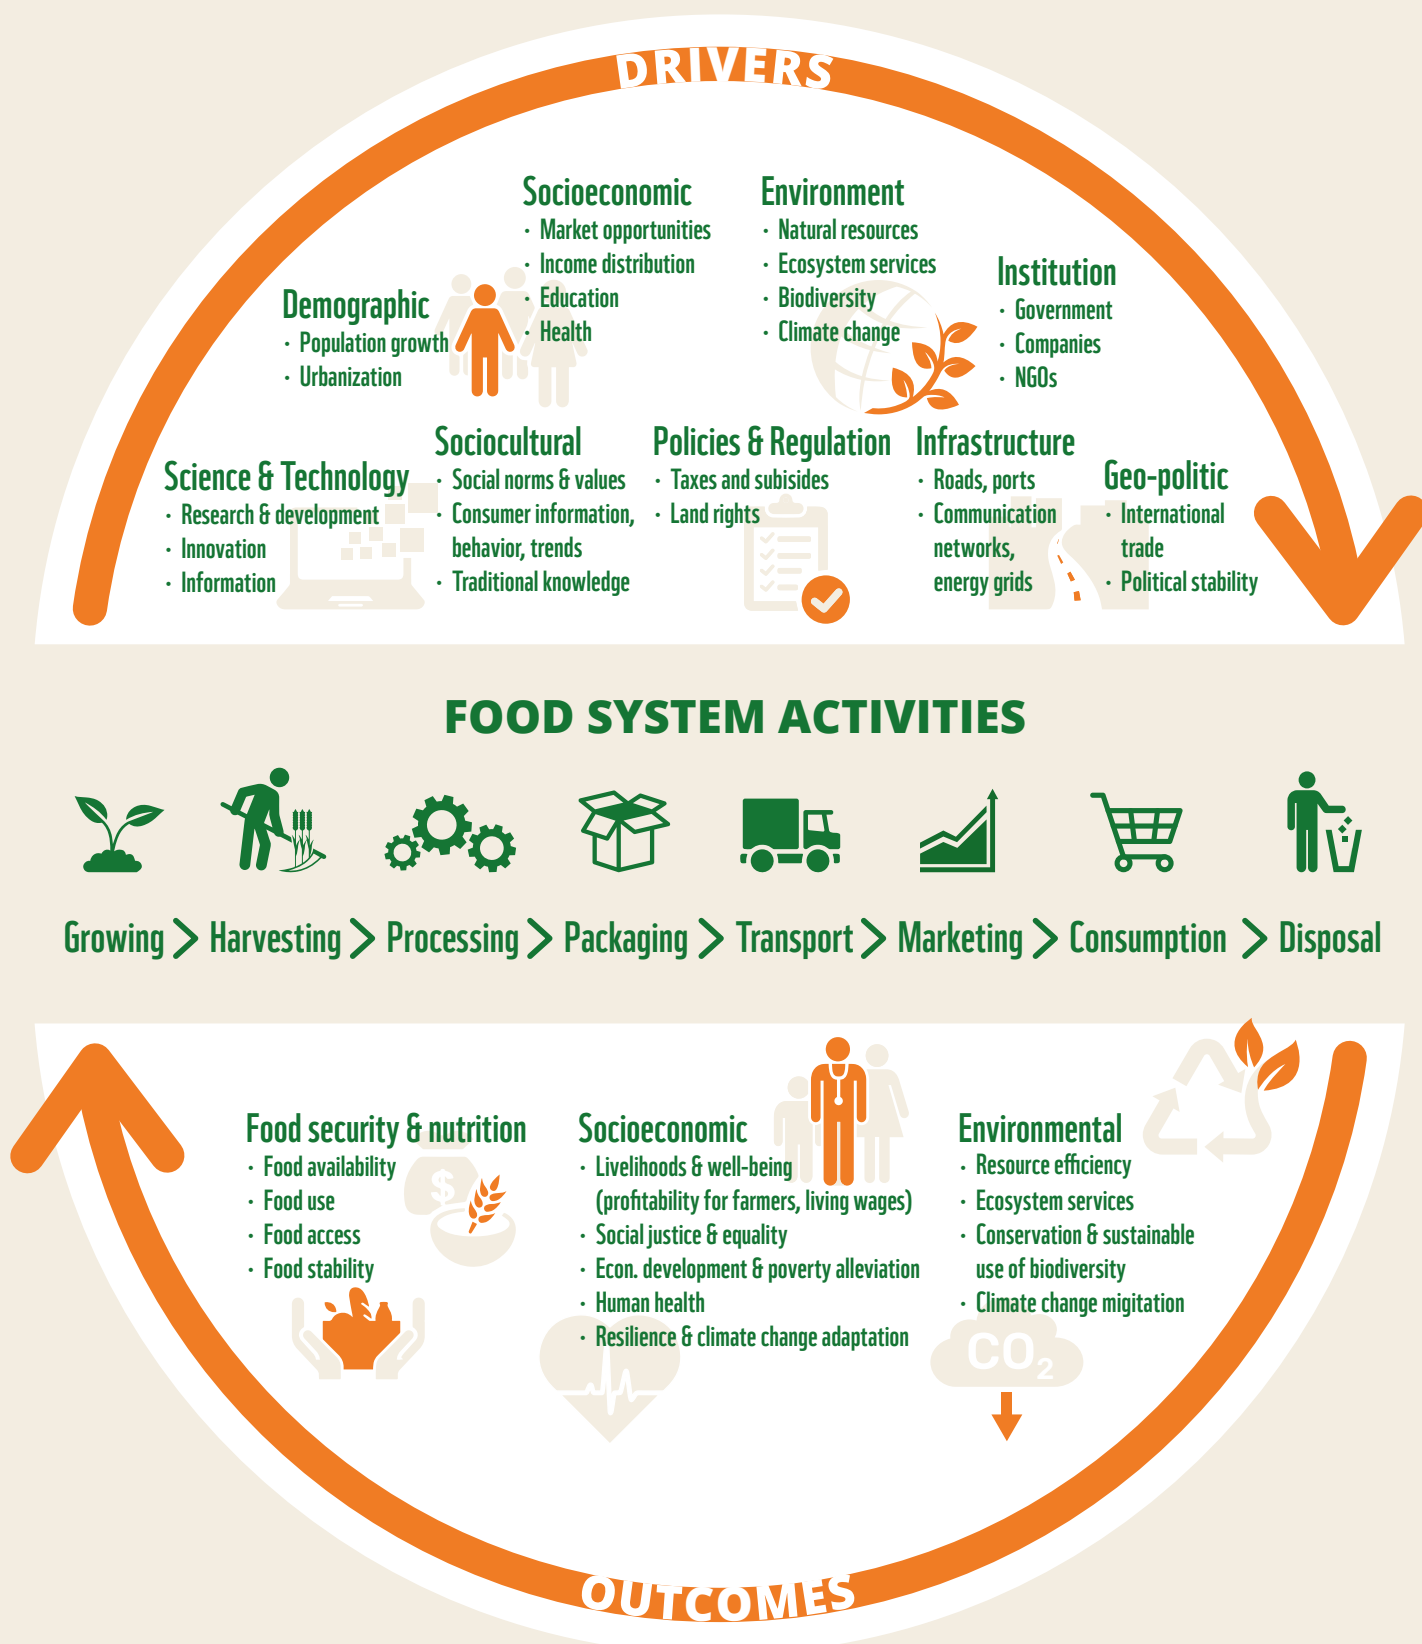 DRIVERS
Socioeconomic
· Market opportunities
· Income distribution
· Education
· Health
Environment
· Natural resources
· Ecosystem services
· Biodiversity
· Climate change
Institution
· Government
· Companies
· NGOs
Demographic
· Population growth
· Urbanization
Science & Technology
· Research & development
· Innovation
· Information
Sociocultural
· Social norms & values
· Consumer information,
behavior, trends
· Traditional knowledge
Policies & Regulation
· Taxes and subisides
· Land rights
Infrastructure
· Roads, ports
· Communication
networks,
energy grids
Geo-politic
· International
trade
· Political stability
FOOD SYSTEM ACTIVITIES
Growing > Harvesting > Processing > Packaging > Transport > Marketing > Consumption > Disposal
Food security & nutrition
· Food availability
· Food use
· Food access
· Food stability
$
Socioeconomic
· Livelihoods & well-being
(profitability for farmers, living wages)
· Social justice & equality
· Econ. development & poverty alleviation
· Human health
· Resilience & climate change adaptation
Environmental
· Resource efficiency
· Ecosystem services
· Conservation & sustainable
use of biodiversity
· Climate change migitation
CO2
OUTCOMES